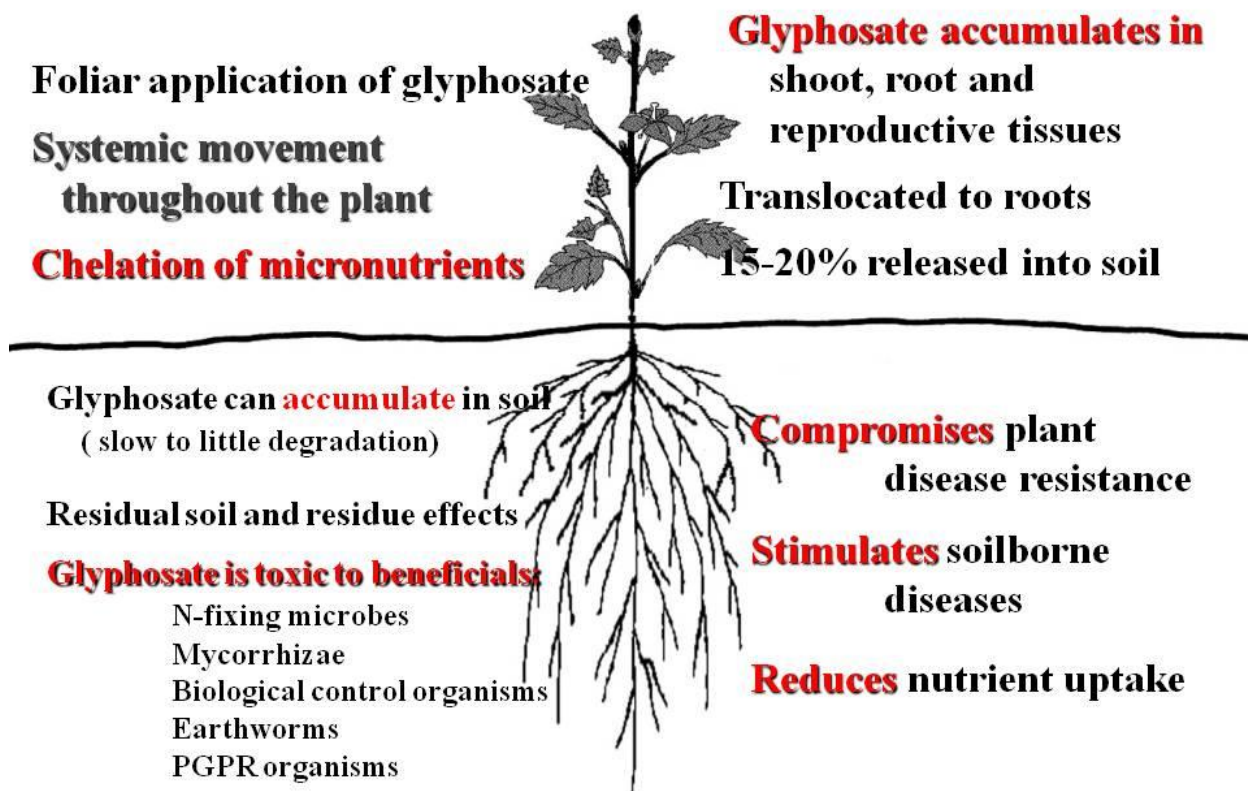 Foliar application of glyphosate
Systemic movement
throughout the plant
Chelation of micronutrients
Glyphosate accumulates in
shoot, root and
reproductive tissues
Translocated to roots
15-20% released into soil
Glyphosate can accumulate in soil
( slow to little degradation)
Residual soil and residue effects
Glyphosate is toxic to beneficials:
N-fixing microbes
Mycorrhizae
Biological control organisms
Earthworms
PGPR organisms
Compromises plant
disease resistance
Stimulates soilborne
diseases
Reduces nutrient uptake